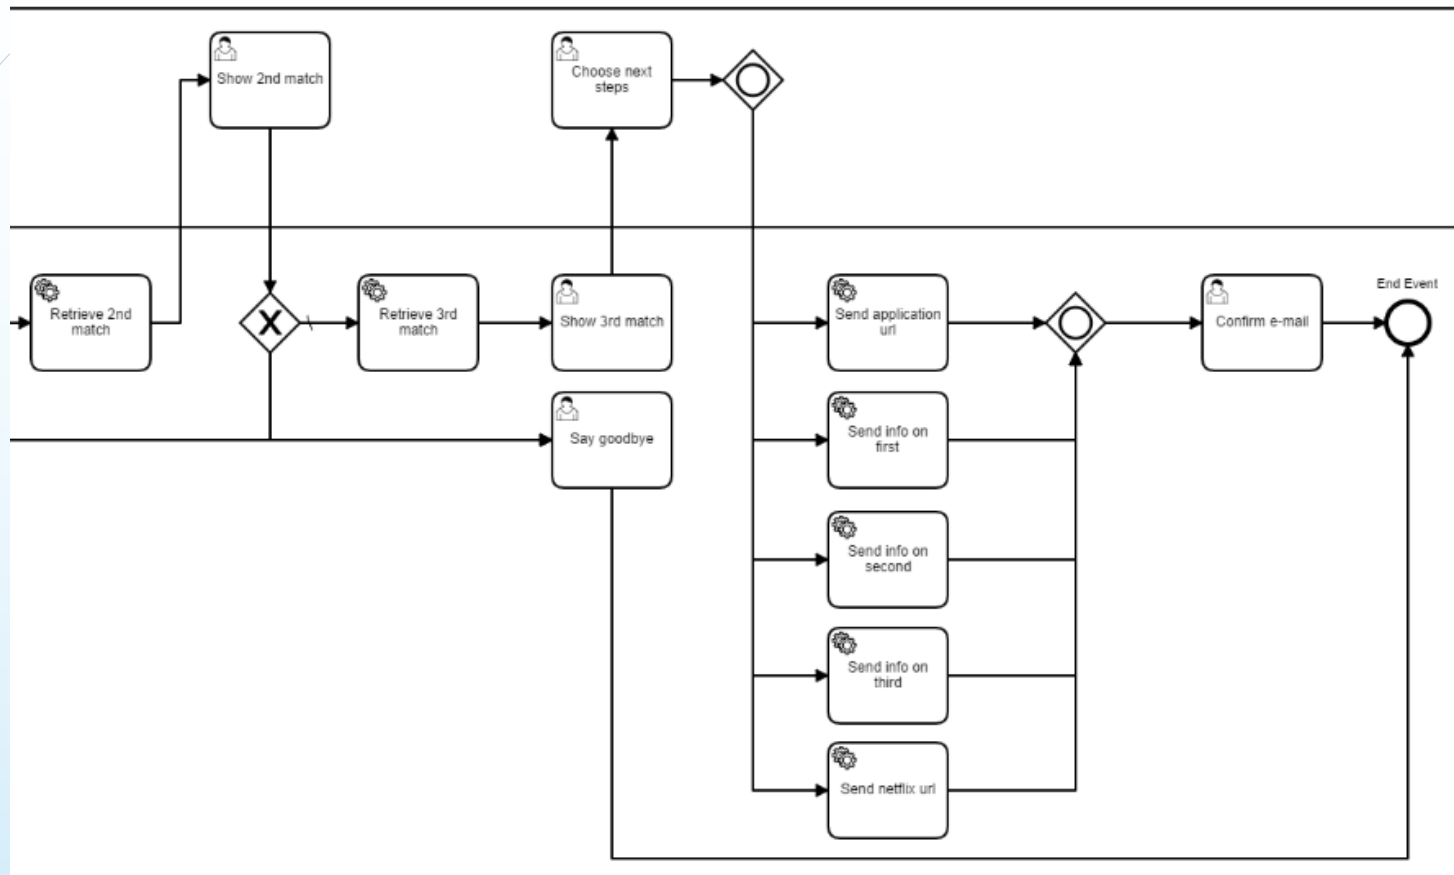 Show 2nd match
Choose next
steps
Retrieve 2nd
match
Retrieve 3rd
match
Show 3rd match
Send application
url
Confirm e-mail
End Event
Say goodbye
Send info on
first
Send info on
second
Send info on
third
Send netflix url